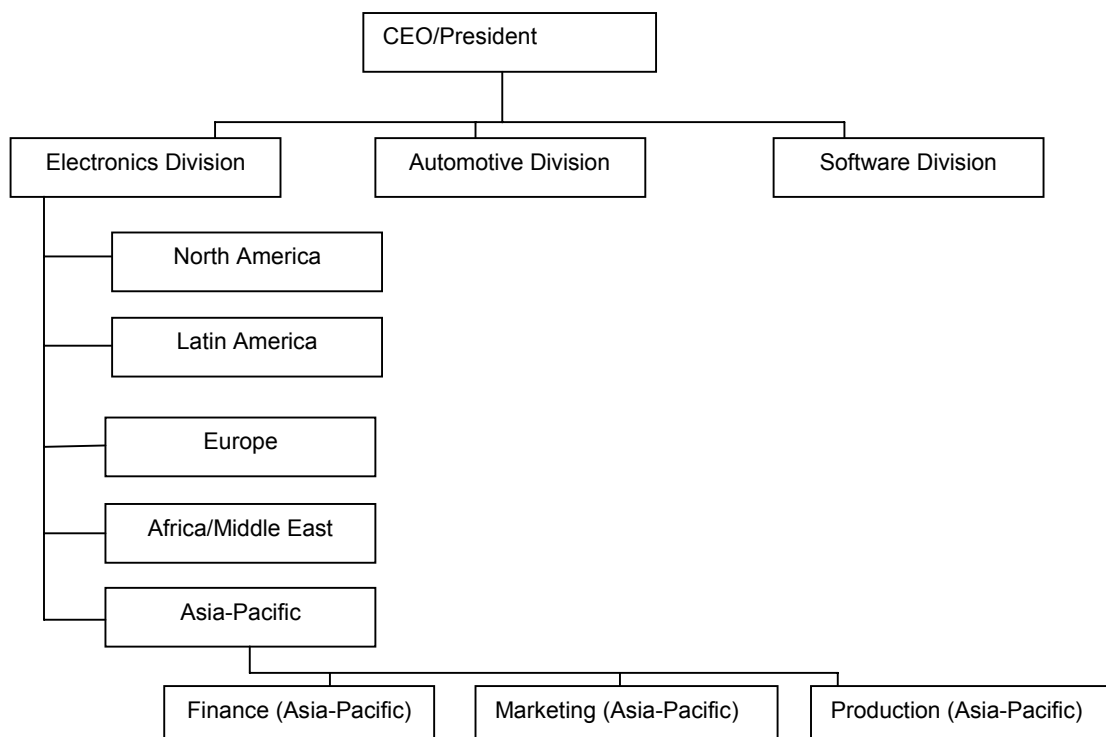 CEO/President
Electronics Division
Automotive Division
Software Division
North America
Latin America
Europe
Africa/Middle East
Asia-Pacific
Finance (Asia-Pacific)
Marketing (Asia-Pacific)
Production (Asia-Pacific)